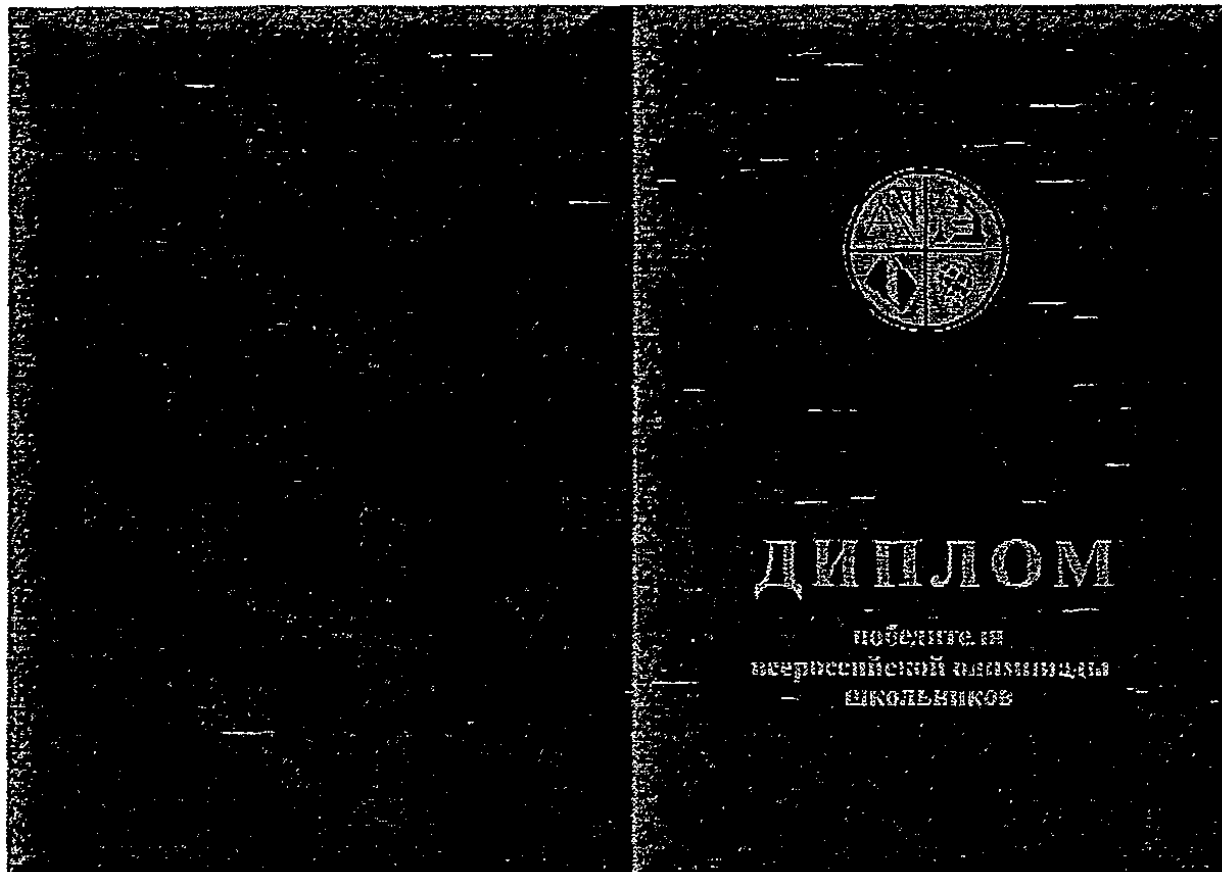 ДИПЛОМ
победителя
всероссийской олимпиады
школьников